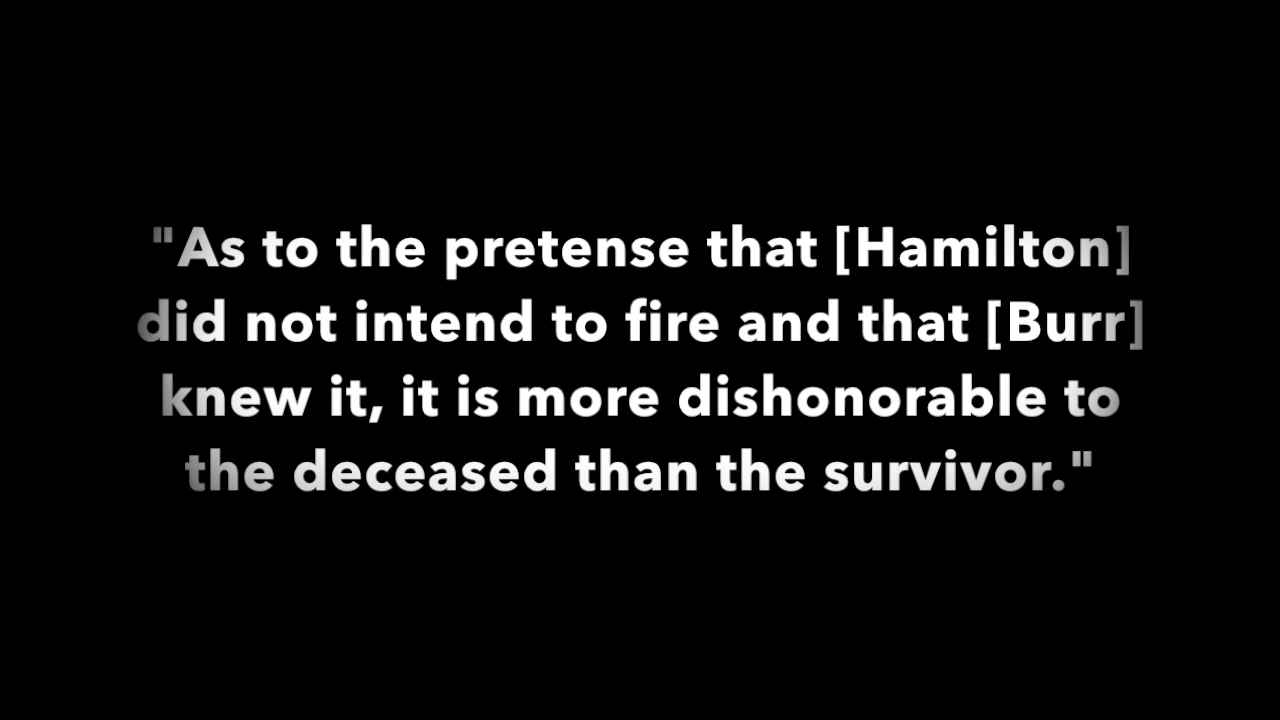 "As to the pretense that [Hamilton]
did not intend to fire and that [Burr]
knew it, it is more dishonorable to
the deceased than the survivor."